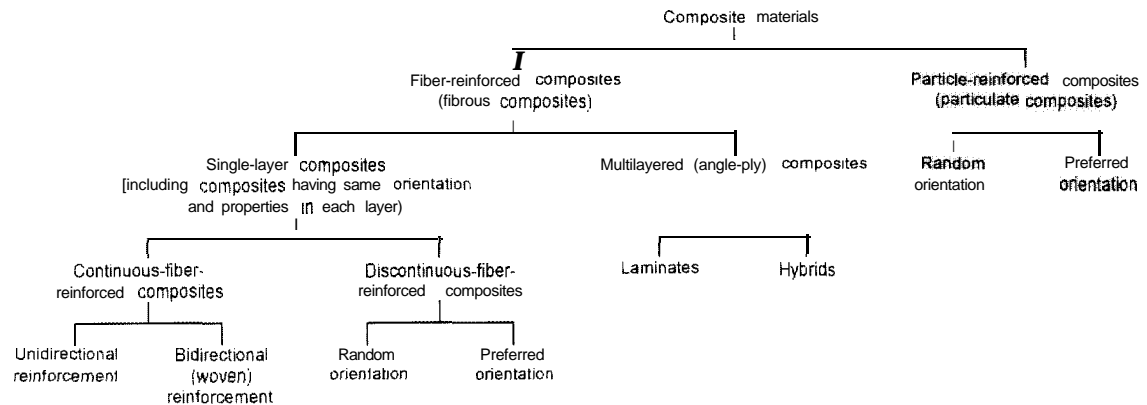 Composite materials
Fiber-reinforced composites
(fibrous composites)
Particle-reinforced composites
(particulate composites)
Single-layer composites
[including composites having same orientation
and properties in each layer)
Multilayered (angle-ply) composites
Random
orientation
Preferred
orientation
Continuous-fiber-
reinforced composites
Discontinuous-fiber-
reinforced composites
Laminates
Hybrids
Unidirectional
reinforcement
Bidirectional
(woven)
reinforcement
Random
orientation
Preferred
orientation